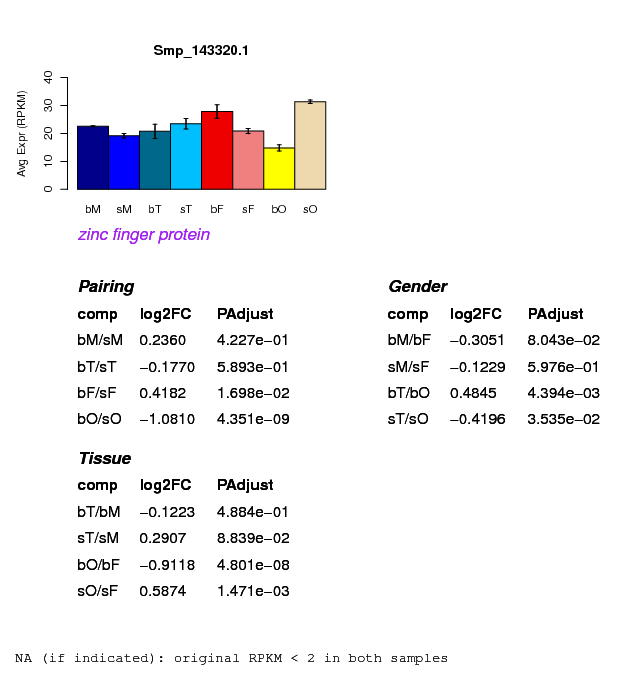 Smp_143320.1
Avg Expr (RPKM)
40
30
20
10
0
bM sM bT sT bF sF bO sO
zinc finger protein
Pairing
comp log2FC PAdjust
bM/sM 0.2360 4.227e−01
bT/sT −0.1770 5.893e−01
bF/sF 0.4182 1.698e−02
bO/sO −1.0810 4.351e−09
Gender
comp log2FC PAdjust
bM/bF −0.3051 8.043e−02
sM/sF −0.1229 5.976e−01
bT/bO 0.4845 4.394e−03
sT/sO −0.4196 3.535e−02
Tissue
comp log2FC PAdjust
bT/bM −0.1223 4.884e−01
sT/sM 0.2907 8.839e−02
bO/bF −0.9118 4.801e−08
sO/sF 0.5874 1.471e−03
NA (if indicated): original RPKM < 2 in both samples